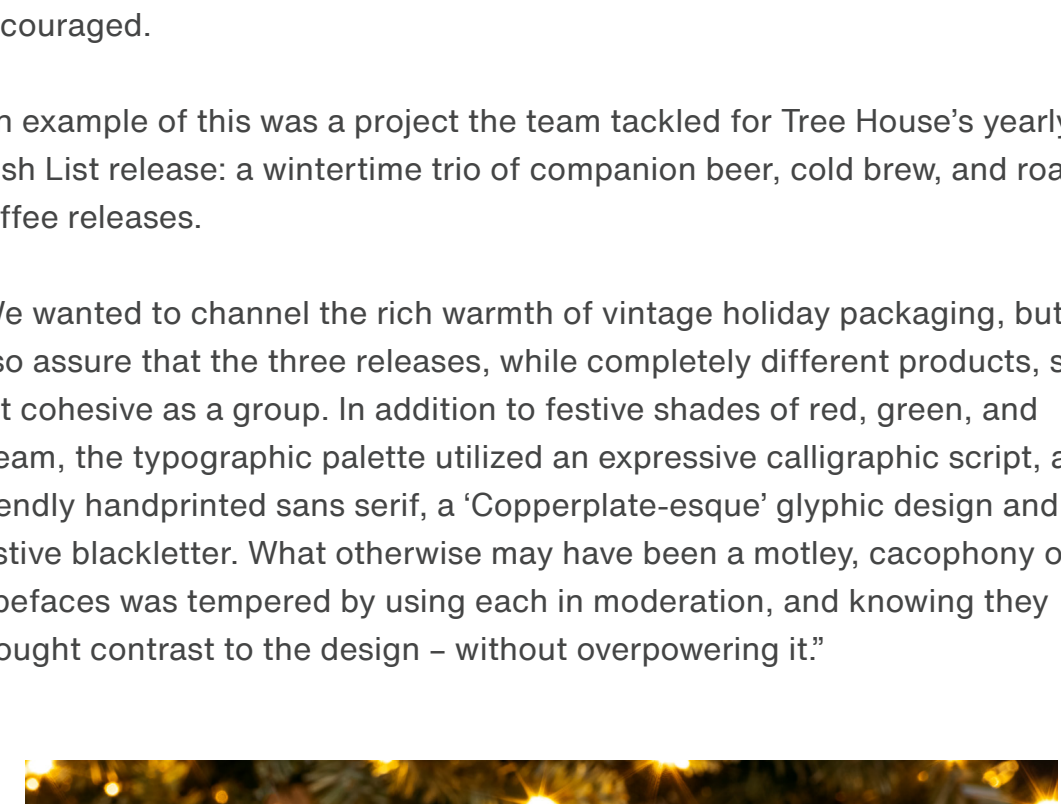 couraged.
n example of this was a project the team tackled for Tree House’s yearly
sh List release: a wintertime trio of companion beer, cold brew, and roa
ffee releases.
e wanted to channel the rich warmth of vintage holiday packaging, but
so assure that the three releases, while completely different products, s
t cohesive as a group. In addition to festive shades of red, green, and
eam, the typographic palette utilized an expressive calligraphic script, a
endly handprinted sans serif, a ‘Copperplate-esque’ glyphic design and
stive blackletter. What otherwise may have been a motley, cacophony o
pefaces was tempered by using each in moderation, and knowing they
ought contrast to the design – without overpowering it.”